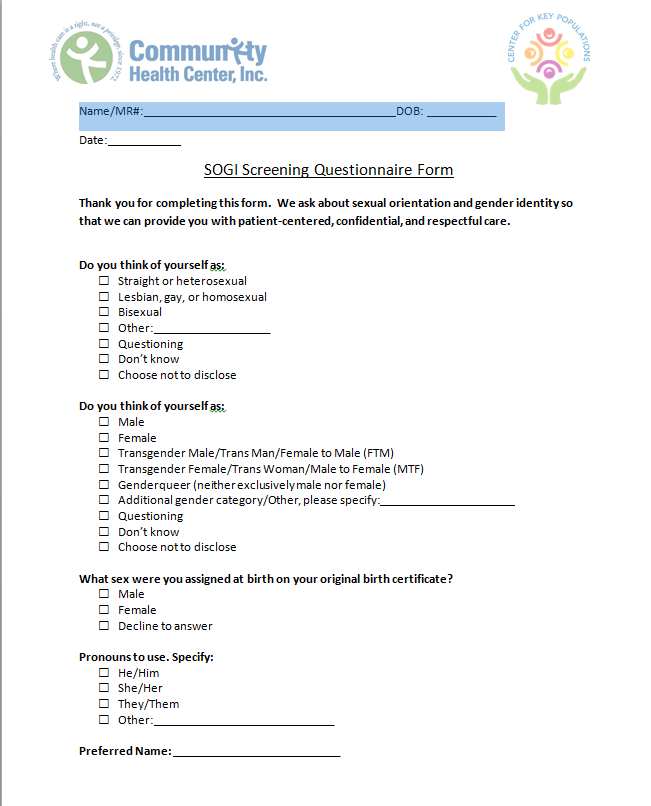 Where health care is a right, not a privilege, since 1972
Community
Health Center, Inc.
CENTER FOR KEY POPULATIONS
Name/MR#:________________________________________DOB: ___________
Date:____________
SOGI Screening Questionnaire Form
Thank you for completing this form. We ask about sexual orientation and gender identity so
that we can provide you with patient-centered, confidential, and respectful care.
Do you think of yourself as:
☐ Straight or heterosexual
☐ Lesbian, gay, or homosexual
☐ Bisexual
☐ Other:___________________
☐ Questioning
☐ Don't know
☐ Choose not to disclose
Do you think of yourself as:
☐ Male
☐ Female
☐ Transgender Male/Trans Man/Female to Male (FTM)
☐ Transgender Female/Trans Woman/Male to Female (MTF)
☐ Genderqueer (neither exclusively male nor female)
☐ Additional gender category/Other, please specify:______________________
☐ Questioning
☐ Don't know
☐ Choose not to disclose
What sex were you assigned at birth on your original birth certificate?
☐ Male
☐ Female
☐ Decline to answer
Pronouns to use. Specify:
☐ He/Him
☐ She/Her
☐ They/Them
☐ Other:_____________________________
Preferred Name:___________________________